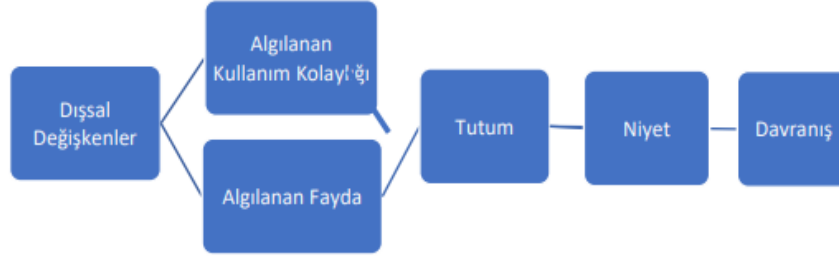 Algılanan
Kullanım Kolaylığı
Dışsal
Değişkenler
Tutum
Niyet
Davranış
Algılanan Fayda